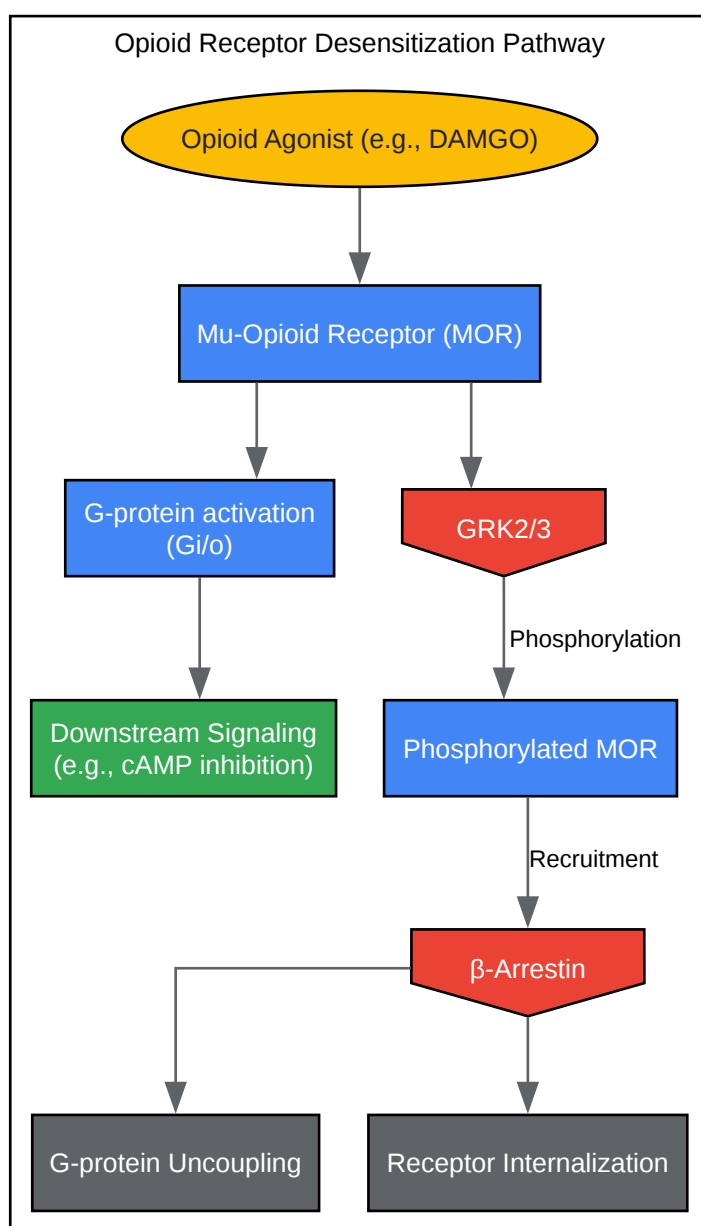 Opioid Receptor Desensitization Pathway
Opioid Agonist (e.g., DAMGO)
Mu-Opioid Receptor (MOR)
G-protein activation
(Gi/o)
GRK2/3
Phosphorylation
Downstream Signaling
(e.g., cAMP inhibition)
Phosphorylated MOR
Recruitment
β-Arrestin
G-protein Uncoupling
Receptor Internalization